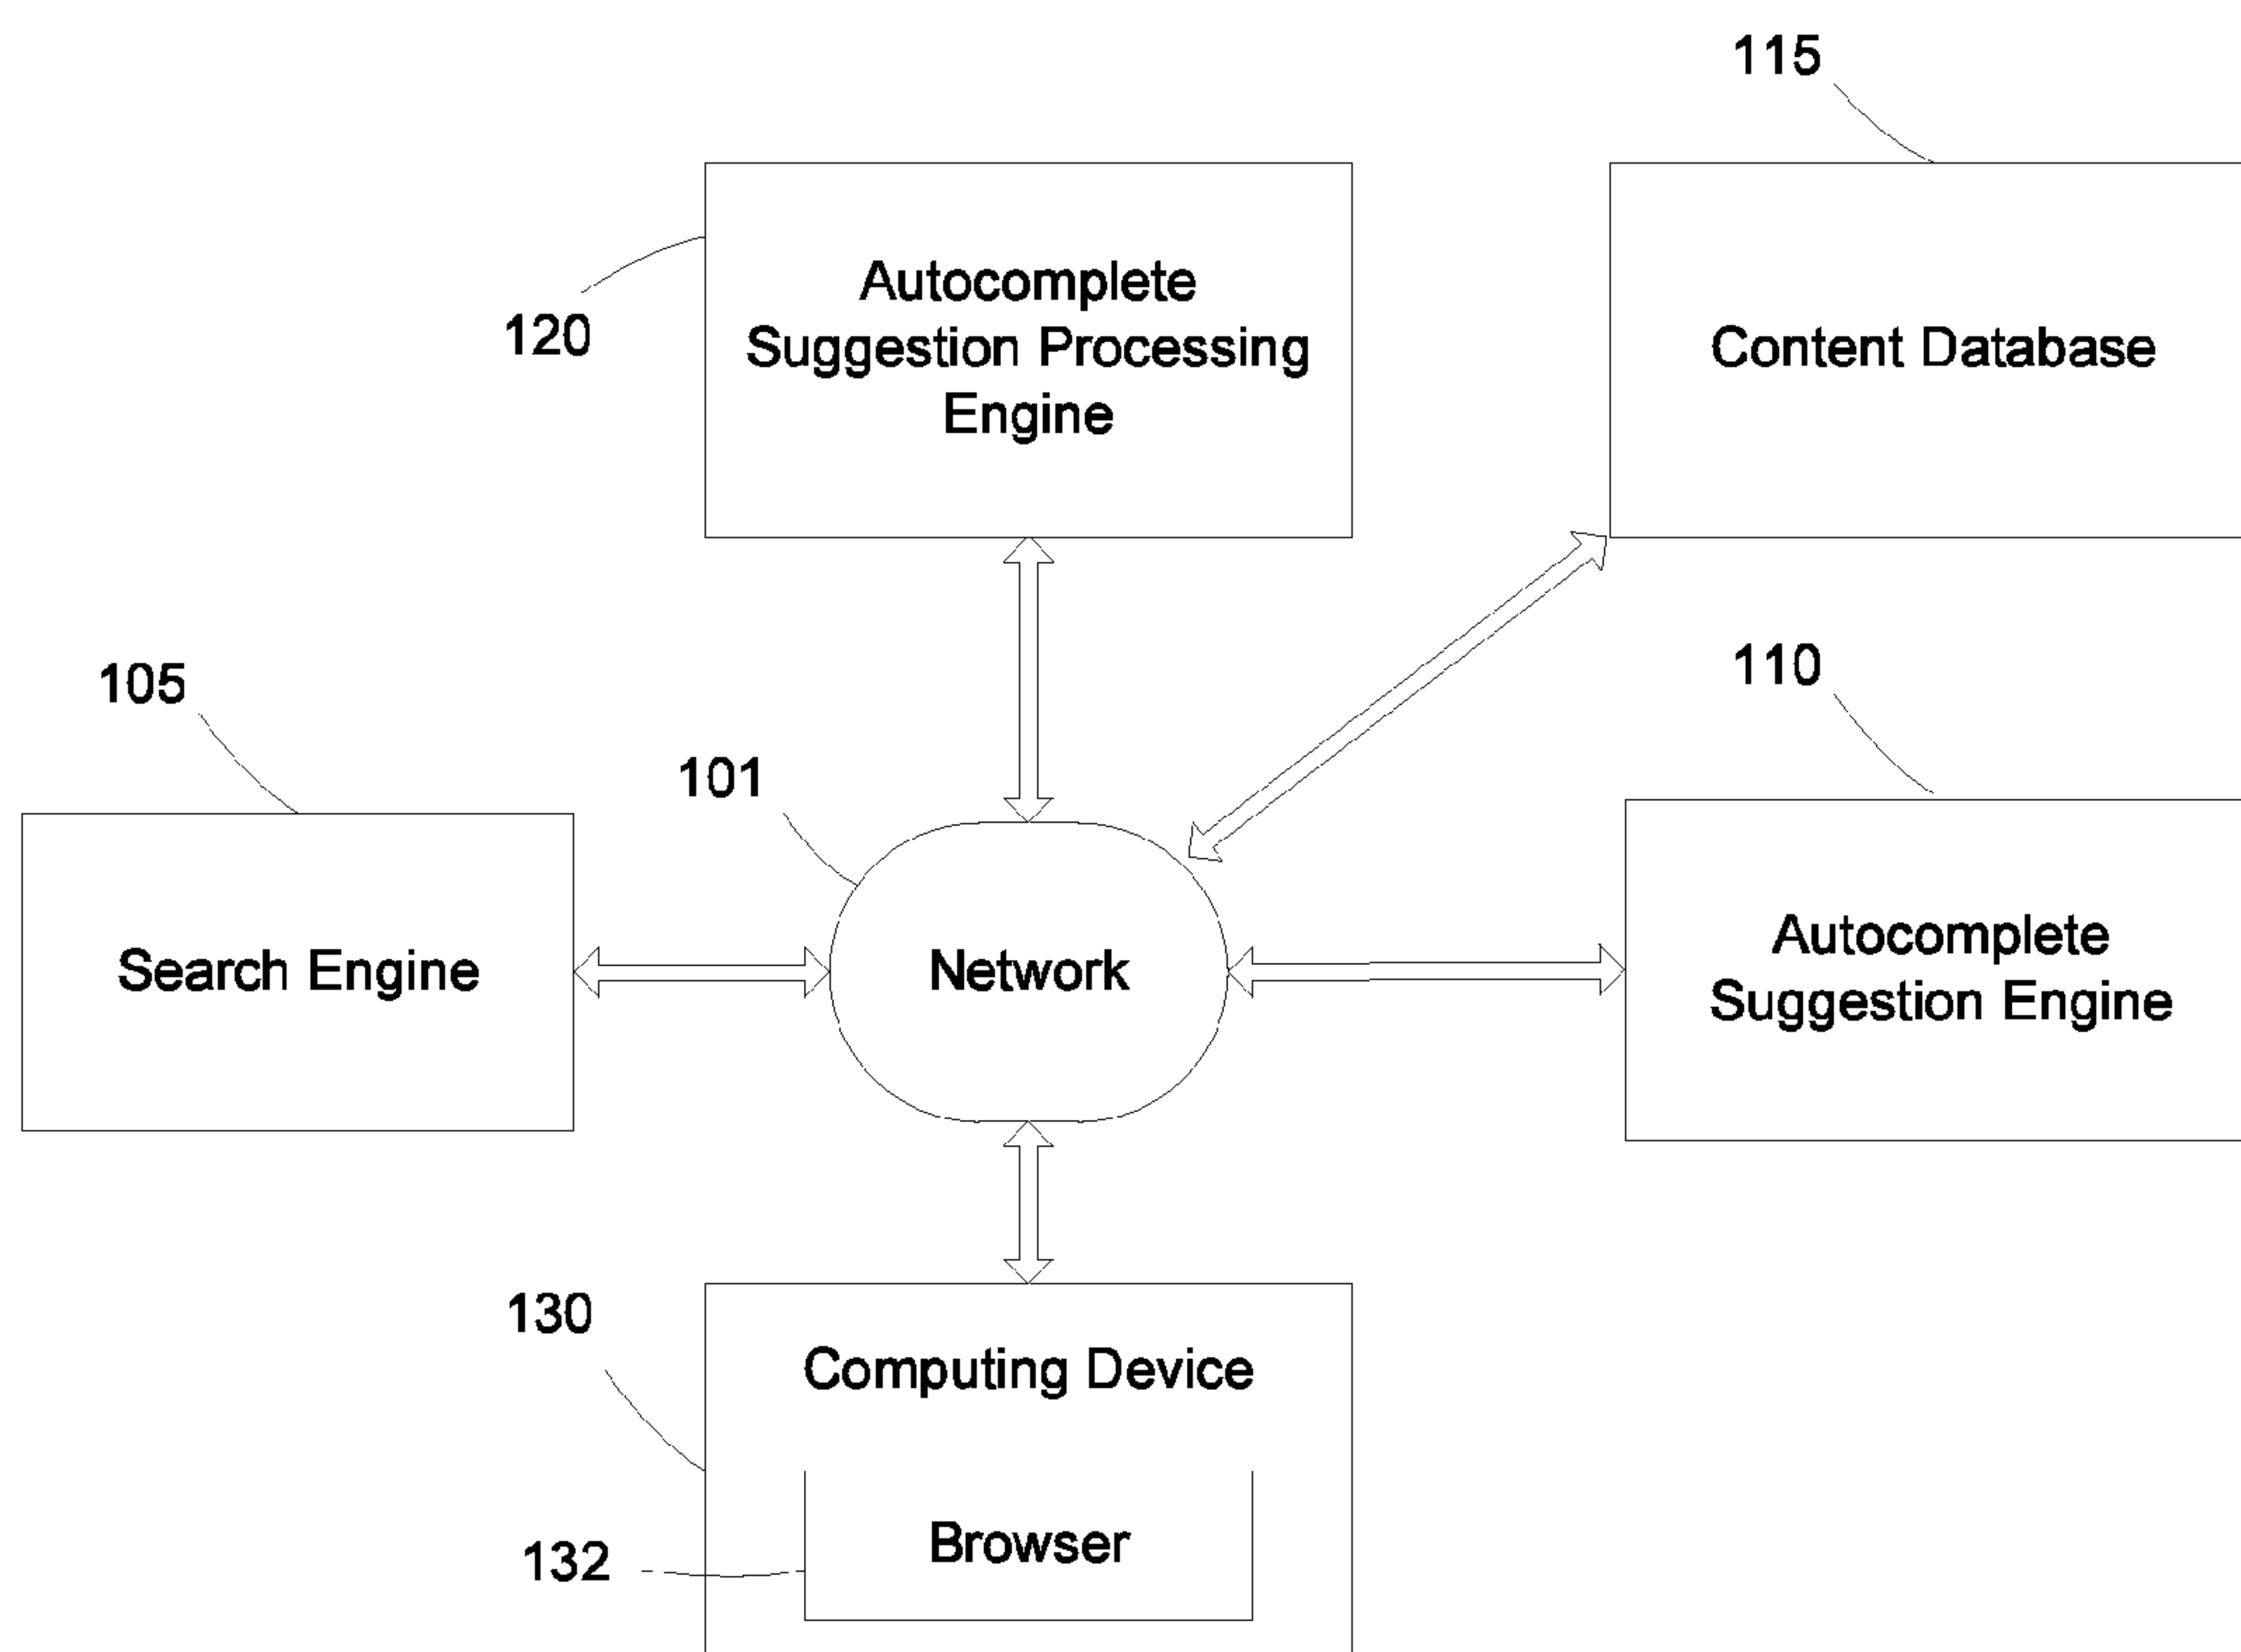 115
120
Autocomplete
Suggestion Processing
Engine
Content Database
105
101
110
Search Engine
Network
Autocomplete
Suggestion Engine
130
Computing Device
132
Browser